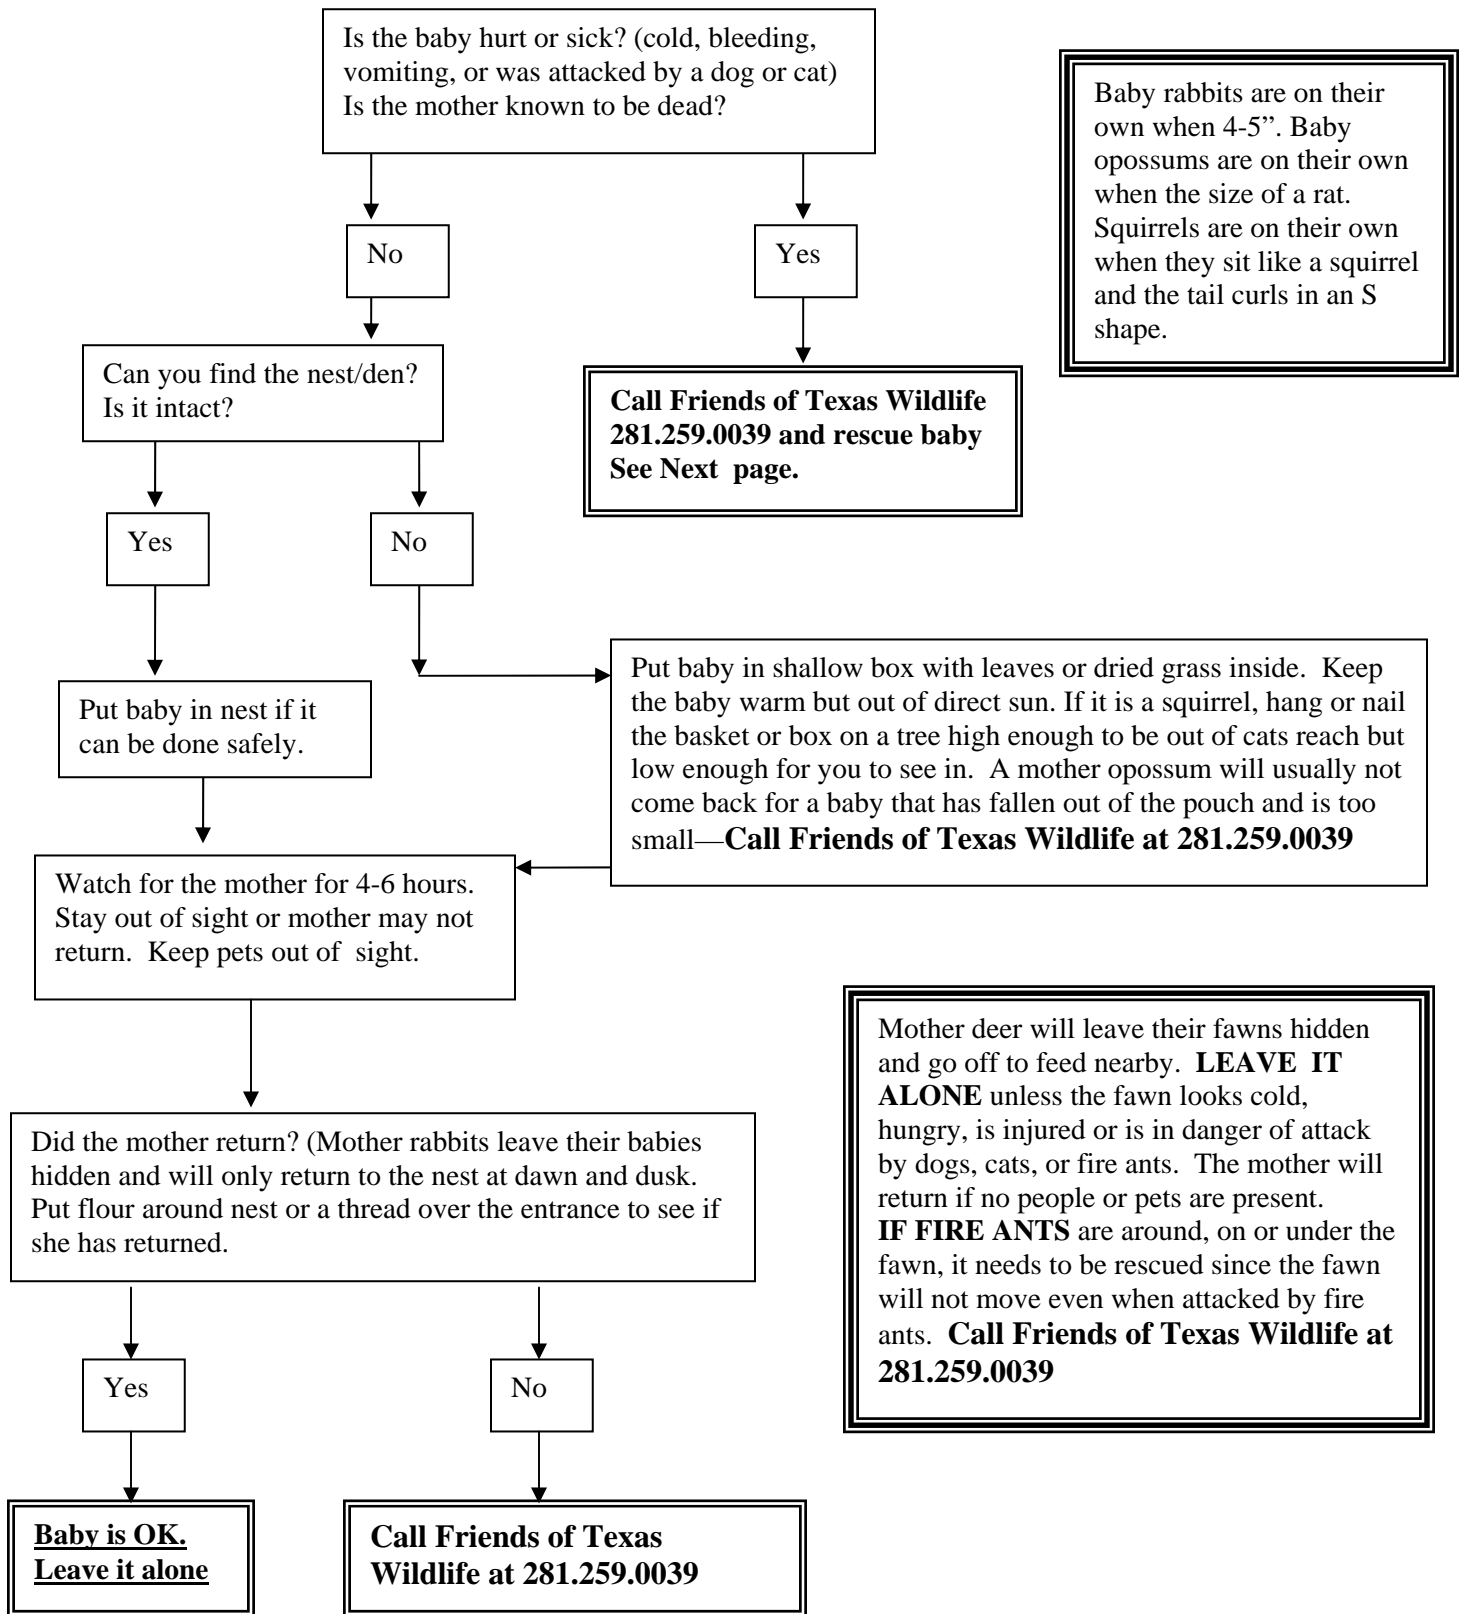 Is the baby hurt or sick? (cold, bleeding,
vomiting, or was attacked by a dog or cat)
Is the mother known to be dead?
Baby rabbits are on their
own when 4-5”. Baby
opossums are on their own
when the size of a rat.
Squirrels are on their own
when they sit like a squirrel
and the tail curls in an S
shape.
No
Yes
Can you find the nest/den?
Is it intact?
Call Friends of Texas Wildlife
281.259.0039 and rescue baby
See Next page.
Yes
No
Put baby in nest if it
can be done safely.
Put baby in shallow box with leaves or dried grass inside. Keep
the baby warm but out of direct sun. If it is a squirrel, hang or nail
the basket or box on a tree high enough to be out of cats reach but
low enough for you to see in. A mother opossum will usually not
come back for a baby that has fallen out of the pouch and is too
small—Call Friends of Texas Wildlife at 281.259.0039
Watch for the mother for 4-6 hours.
Stay out of sight or mother may not
return. Keep pets out of sight.
Mother deer will leave their fawns hidden
and go off to feed nearby. LEAVE IT
ALONE unless the fawn looks cold,
hungry, is injured or is in danger of attack
by dogs, cats, or fire ants. The mother will
return if no people or pets are present.
IF FIRE ANTS are around, on or under the
fawn, it needs to be rescued since the fawn
will not move even when attacked by fire
ants. Call Friends of Texas Wildlife at
281.259.0039
Did the mother return? (Mother rabbits leave their babies
hidden and will only return to the nest at dawn and dusk.
Put flour around nest or a thread over the entrance to see if
she has returned.
Yes
No
Baby is OK.
Leave it alone
Call Friends of Texas
Wildlife at 281.259.0039